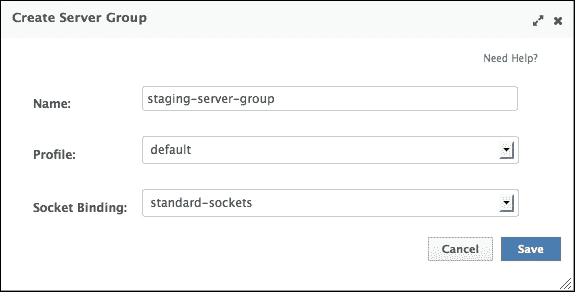 Create Server Group
Need Help?
Name: staging-server-group
Profile: default
Socket Binding: standard-sockets
Cancel Save